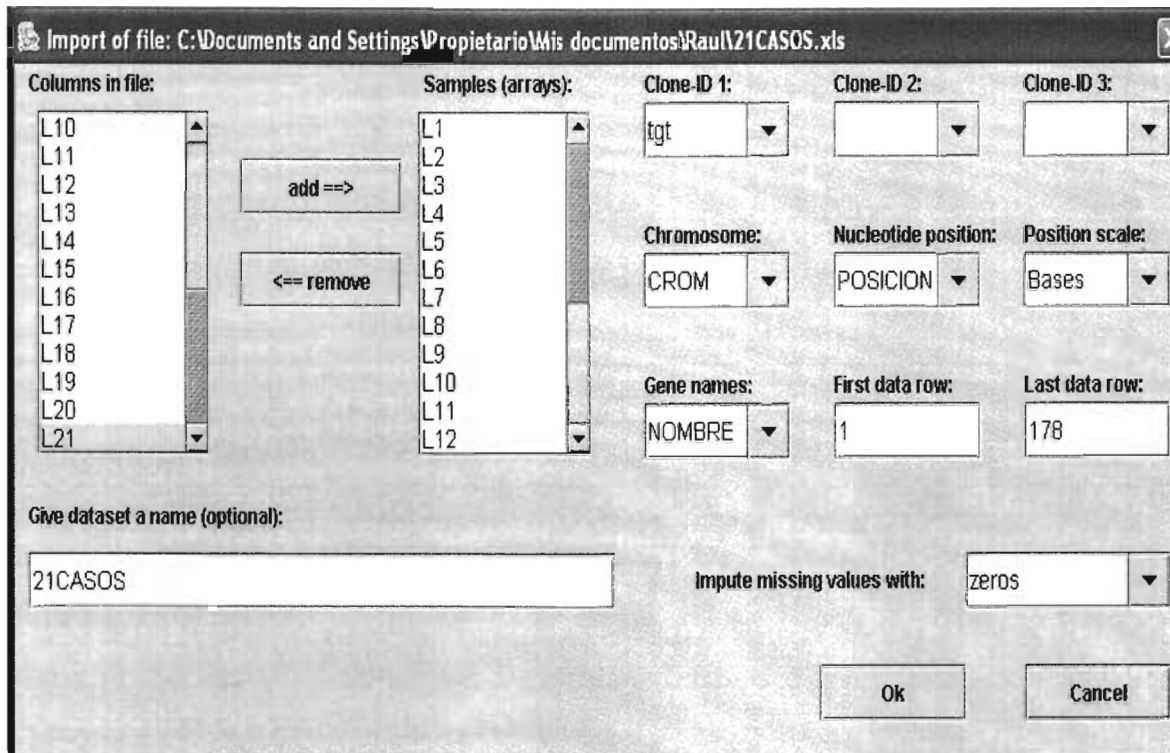 Import of file: C:\Documents and Settings\Propietario\Mis documentos\Raul\21CASOS.xls
Columns in file:
L10
L11
L12
L13
L14
L15
L16
L17
L18
L19
L20
L21
add ==>
<== remove
Samples (arrays):
L1
L2
L3
L4
L5
L6
L7
L8
L9
L10
L11
L12
Clone-ID 1: Clone-ID 2: Clone-ID 3:
tgt
Chromosome: Nucleotide position: Position scale:
CROM POSICION Bases
Gene names: First data row: Last data row:
NOMBRE 1 178
Give dataset a name (optional):
21CASOS
Impute missing values with: zeros
Ok Cancel